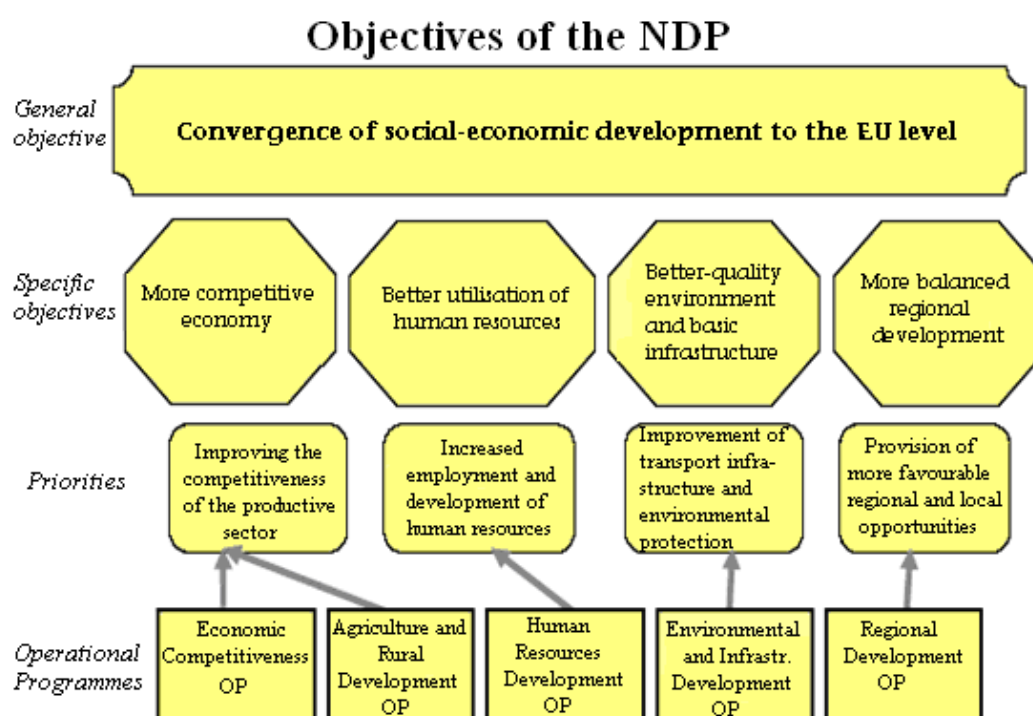 Objectives of the NDP
General
objective
Convergence of social-economic development to the EU level
Specific
objectives
More competitive
economy
Better utilisation of
human resources
Better-quality
environment
and basic
infrastructure
More balanced
regional
development
Priorities
Improving the
competitiveness
of the productive
sector
Increased
employment and
development of
human resources
Improvement of
transport infra-
structure and
environmental
protection
Provision of
more favourable
regional and local
opportunities
Operational
Programmes
Economic
Competitiveness
OP
Agriculture and
Rural
Development
OP
Human
Resources
Development
OP
Environmental
and Infrastr.
Development
OP
Regional
Development
OP